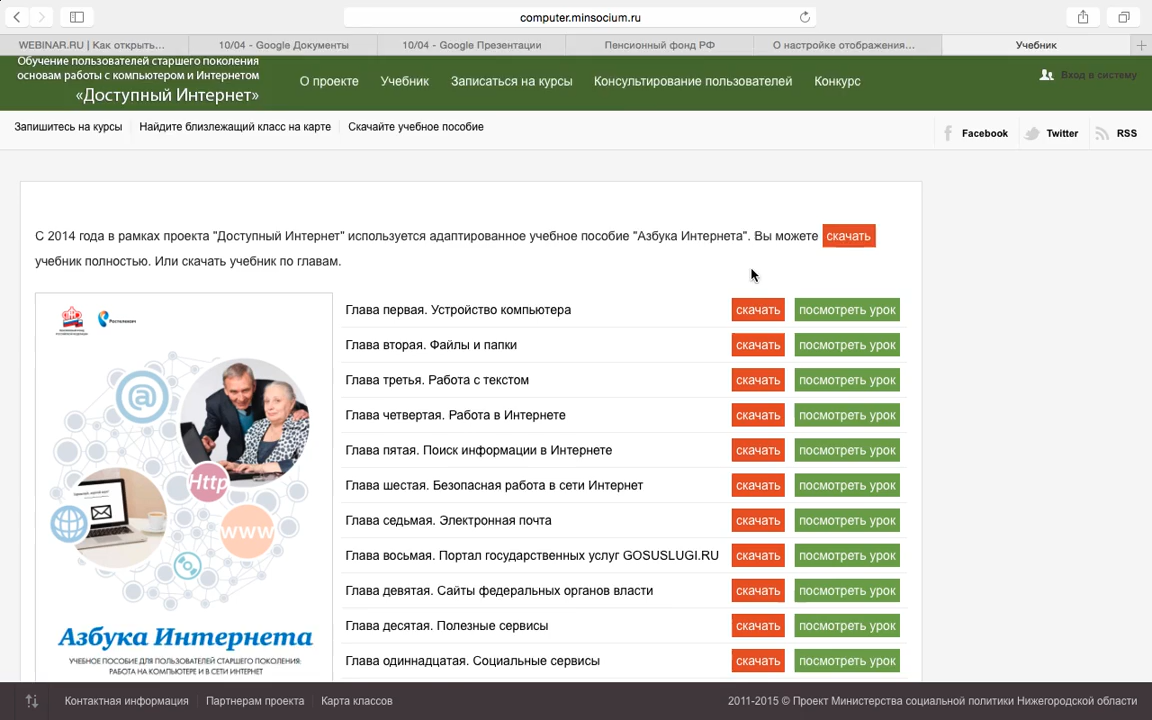 computer.minsocium.ru
WEBINAR.RU | Как открыть...
10/04 - Google Документы
10/04 - Google Презентации
Пенсионный фонд РФ
О настройке отображения...
Учебник
Обучение пользователей старшего поколения
основам работы с компьютером и Интернетом
«Доступный Интернет»
О проекте
Учебник
Записаться на курсы
Консультирование пользователей
Конкурс
Вход в систему
Запишитесь на курсы
Найдите близлежащий класс на карте
Скачайте учебное пособие
Facebook
Twitter
RSS
С 2014 года в рамках проекта "Доступный Интернет" используется адаптированное учебное пособие "Азбука Интернета". Вы можете скачать
учебник полностью. Или скачать учебник по главам.
Ростелеком
@
Http
www
Азбука Интернета
УЧЕБНОЕ ПОСОБИЕ ДЛЯ ПОЛЬЗОВАТЕЛЕЙ СТАРШЕГО ПОКОЛЕНИЯ:
РАБОТА НА КОМПЬЮТЕРЕ И В СЕТИ ИНТЕРНЕТ
Глава первая. Устройство компьютера скачать посмотреть урок
Глава вторая. Файлы и папки скачать посмотреть урок
Глава третья. Работа с текстом скачать посмотреть урок
Глава четвертая. Работа в Интернете скачать посмотреть урок
Глава пятая. Поиск информации в Интернете скачать посмотреть урок
Глава шестая. Безопасная работа в сети Интернет скачать посмотреть урок
Глава седьмая. Электронная почта скачать посмотреть урок
Глава восьмая. Портал государственных услуг GOSUSLUGI.RU скачать посмотреть урок
Глава девятая. Сайты федеральных органов власти скачать посмотреть урок
Глава десятая. Полезные сервисы скачать посмотреть урок
Глава одиннадцатая. Социальные сервисы скачать посмотреть урок
Контактная информация
Партнерам проекта
Карта классов
2011-2015 © Проект Министерства социальной политики Нижегородской области